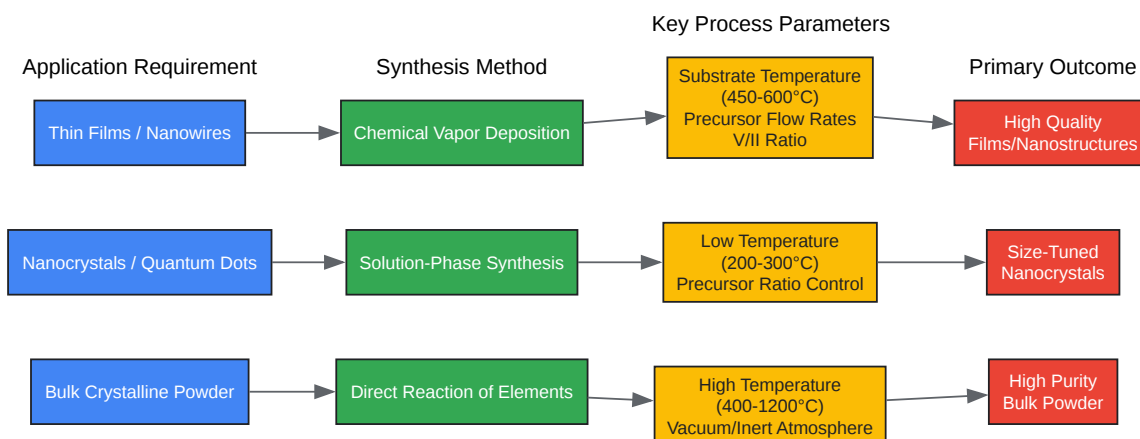 Key Process Parameters
Application Requirement
Synthesis Method
Primary Outcome
Thin Films / Nanowires
Chemical Vapor Deposition
Substrate Temperature
(450-600°C)
Precursor Flow Rates
V/II Ratio
High Quality
Films/Nanostructures
Nanocrystals / Quantum Dots
Solution-Phase Synthesis
Low Temperature
(200-300°C)
Precursor Ratio Control
Size-Tuned
Nanocrystals
Bulk Crystalline Powder
Direct Reaction of Elements
High Temperature
(400-1200°C)
Vacuum/Inert Atmosphere
High Purity
Bulk Powder